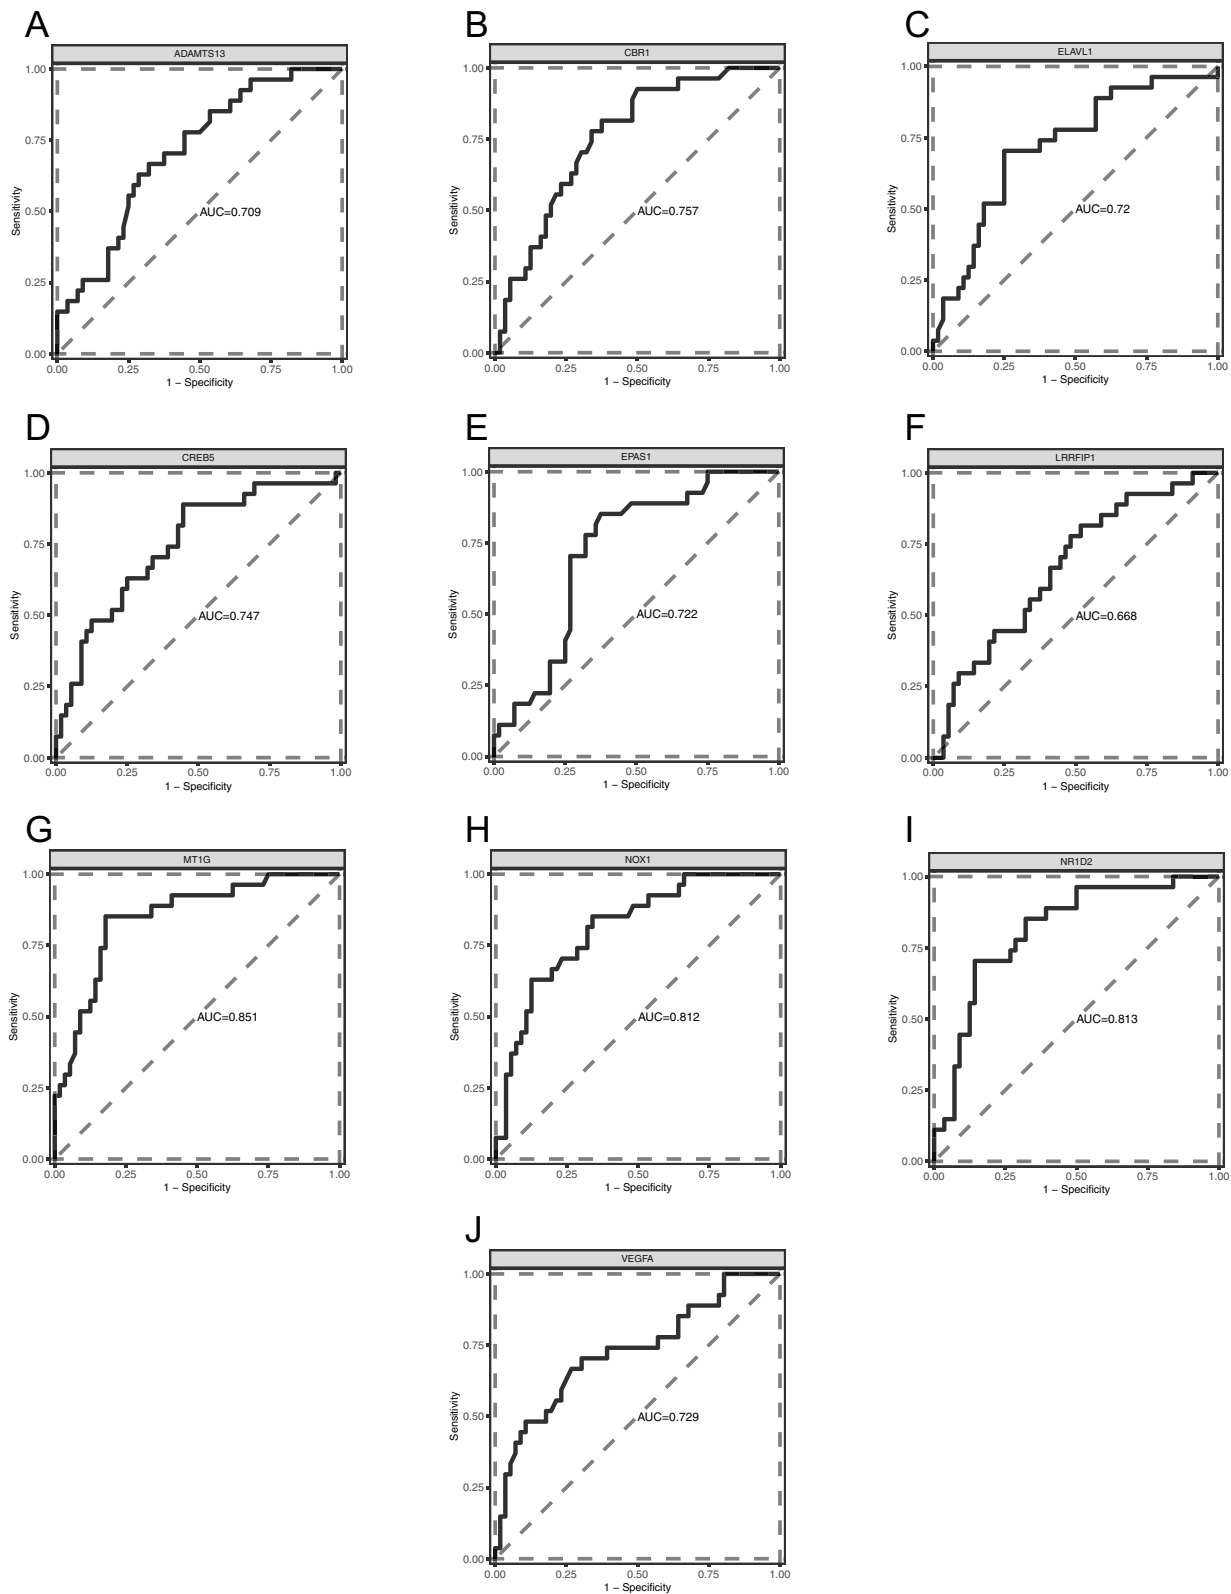 A
ADAMTS13
1.00
0.75
0.50
0.25
0.00
Sensitivity
AUC=0.709
0.00 0.25 0.50 0.75 1.00
1 − Specificity
B
CBR1
1.00
0.75
0.50
0.25
0.00
Sensitivity
AUC=0.757
0.00 0.25 0.50 0.75 1.00
1 − Specificity
C
ELAVL1
1.00
0.75
0.50
0.25
0.00
Sensitivity
AUC=0.72
0.00 0.25 0.50 0.75 1.00
1 − Specificity
D
CREB5
1.00
0.75
0.50
0.25
0.00
Sensitivity
AUC=0.747
0.00 0.25 0.50 0.75 1.00
1 − Specificity
E
EPAS1
1.00
0.75
0.50
0.25
0.00
Sensitivity
AUC=0.722
0.00 0.25 0.50 0.75 1.00
1 − Specificity
F
LRRFIP1
1.00
0.75
0.50
0.25
0.00
Sensitivity
AUC=0.668
0.00 0.25 0.50 0.75 1.00
1 − Specificity
G
MT1G
1.00
0.75
0.50
0.25
0.00
Sensitivity
AUC=0.851
0.00 0.25 0.50 0.75 1.00
1 − Specificity
H
NOX1
1.00
0.75
0.50
0.25
0.00
Sensitivity
AUC=0.812
0.00 0.25 0.50 0.75 1.00
1 − Specificity
I
NR1D2
1.00
0.75
0.50
0.25
0.00
Sensitivity
AUC=0.813
0.00 0.25 0.50 0.75 1.00
1 − Specificity
J
VEGFA
1.00
0.75
0.50
0.25
0.00
Sensitivity
AUC=0.729
0.00 0.25 0.50 0.75 1.00
1 − Specificity